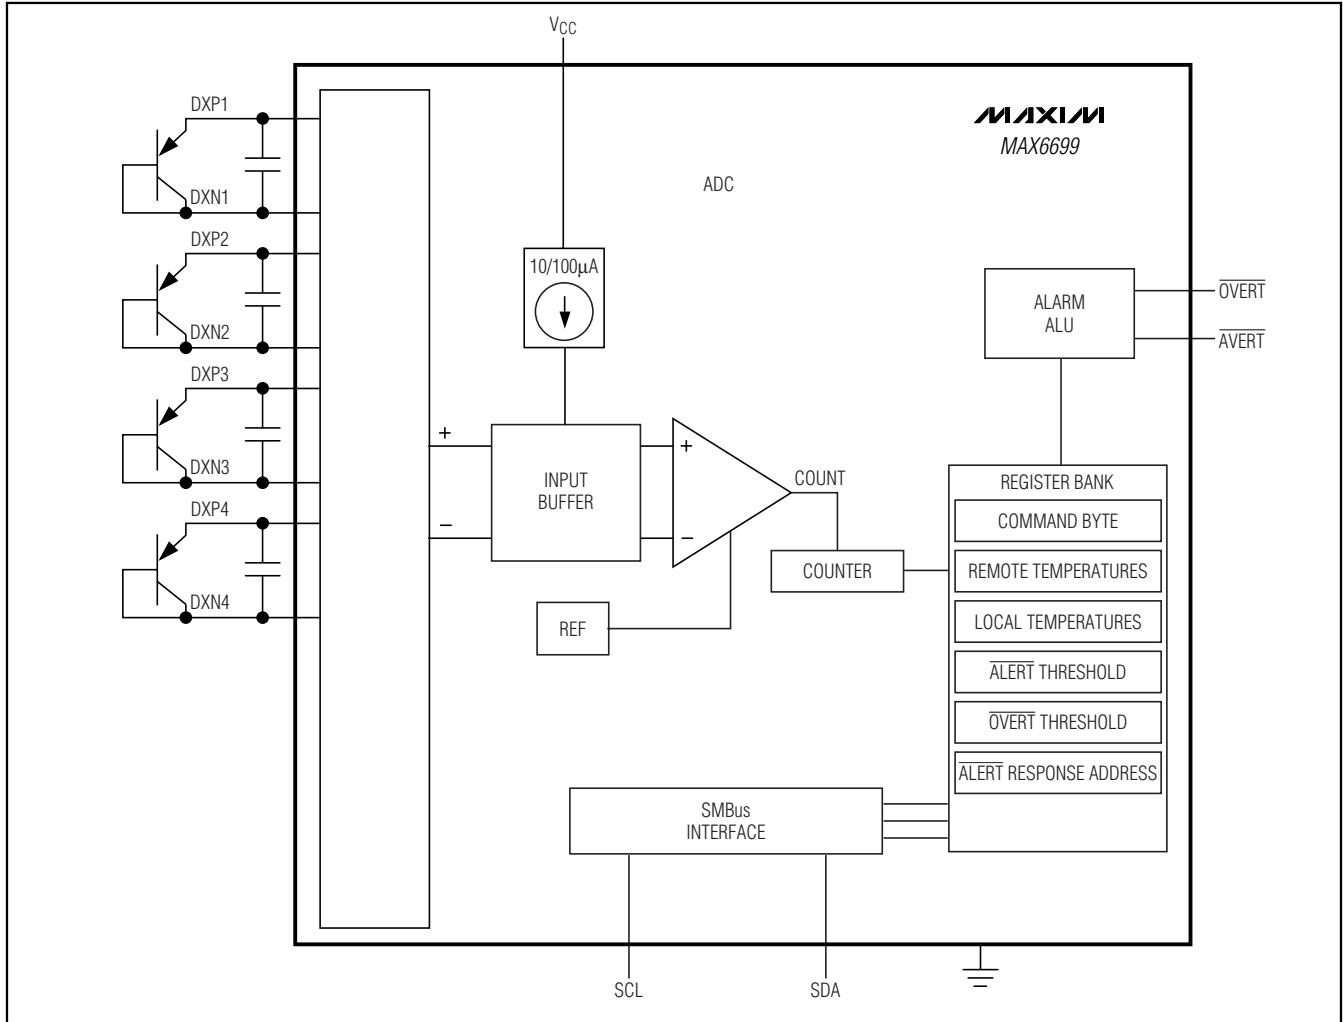 VCC
DXP1
DXN1
DXP2
DXN2
DXP3
DXN3
DXP4
DXN4
MAXIM
MAX6699
ADC
10/100µA
ALARM
ALU
OVERT
AVERT
+
−
INPUT
BUFFER
+
−
COUNT
COUNTER
REF
REGISTER BANK
COMMAND BYTE
REMOTE TEMPERATURES
LOCAL TEMPERATURES
ALERT THRESHOLD
OVERT THRESHOLD
ALERT RESPONSE ADDRESS
SMBus
INTERFACE
SCL
SDA